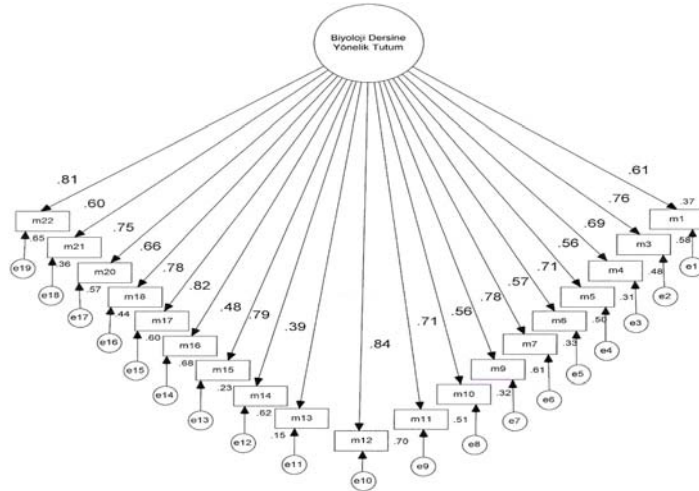 Biyoloji Dersine
Yönelik Tutum
.81
.60
.75
.66
.78
.82
.48
.79
.39
.84
.71
.56
.78
.57
.71
.56
.69
.76
.61
m22
.65
e19
m21
.36
e18
m20
.57
e17
m18
.44
e16
m17
.60
e15
m16
.68
e14
m15
.23
e13
m14
.62
e12
m13
.15
e11
m12
.70
e10
m11
.51
e9
m10
.32
e8
m9
.61
e7
m7
.33
e6
m6
.50
e5
m5
.31
e4
m4
.48
e3
m3
.58
e2
m1
.37
e1